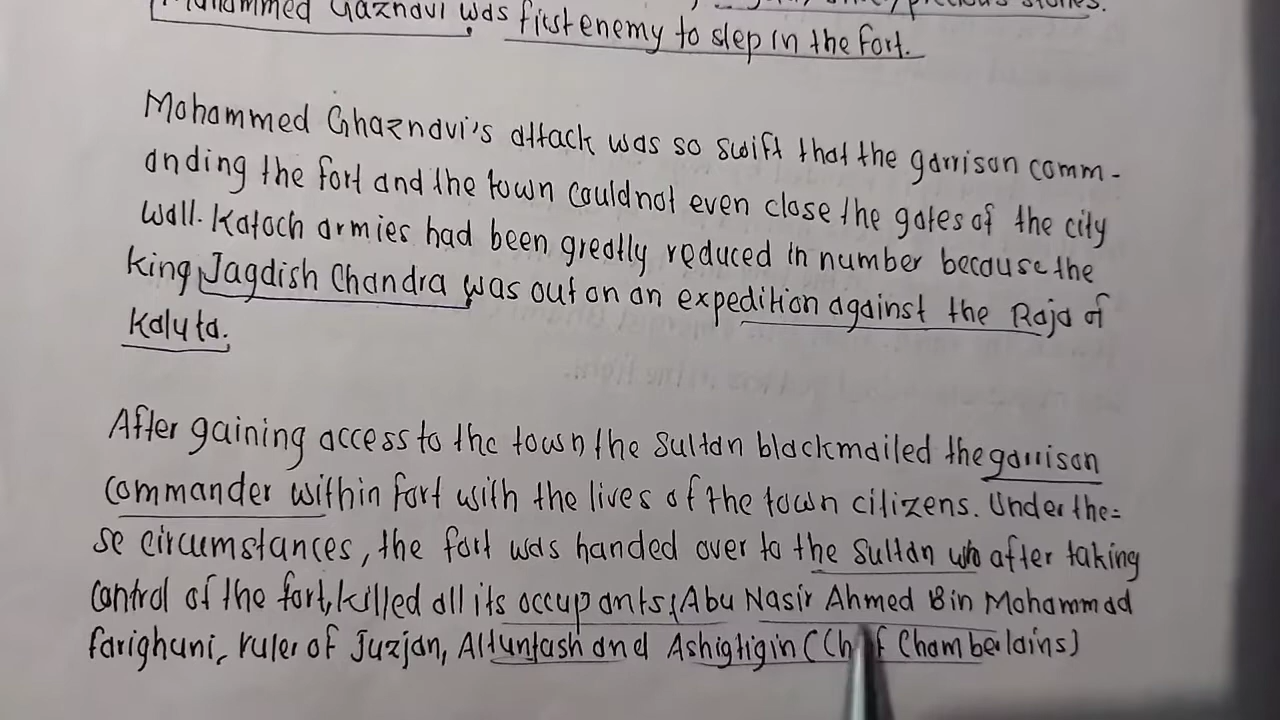 precious stones.
Muhammed Gaznavi was first enemy to step in the fort.
Mohammed Ghaznavi's attack was so swift that the garrison comm-
anding the fort and the town could not even close the gates of the city
wall. Katoch armies had been greatly reduced in number because the
king Jagdish Chandra was out on an expedition against the Raja of
Kaluta.
After gaining access to the town the Sultan blackmailed the garrison
commander within fort with the lives of the town citizens. Under the=
se circumstances, the fort was handed over to the Sultan who after taking
control of the fort, killed all its occupants, Abu Nasir Ahmed Bin Mohammad
farighuni, ruler of Juzjan, Altuntash and Ashigtigin (Chamberlains)